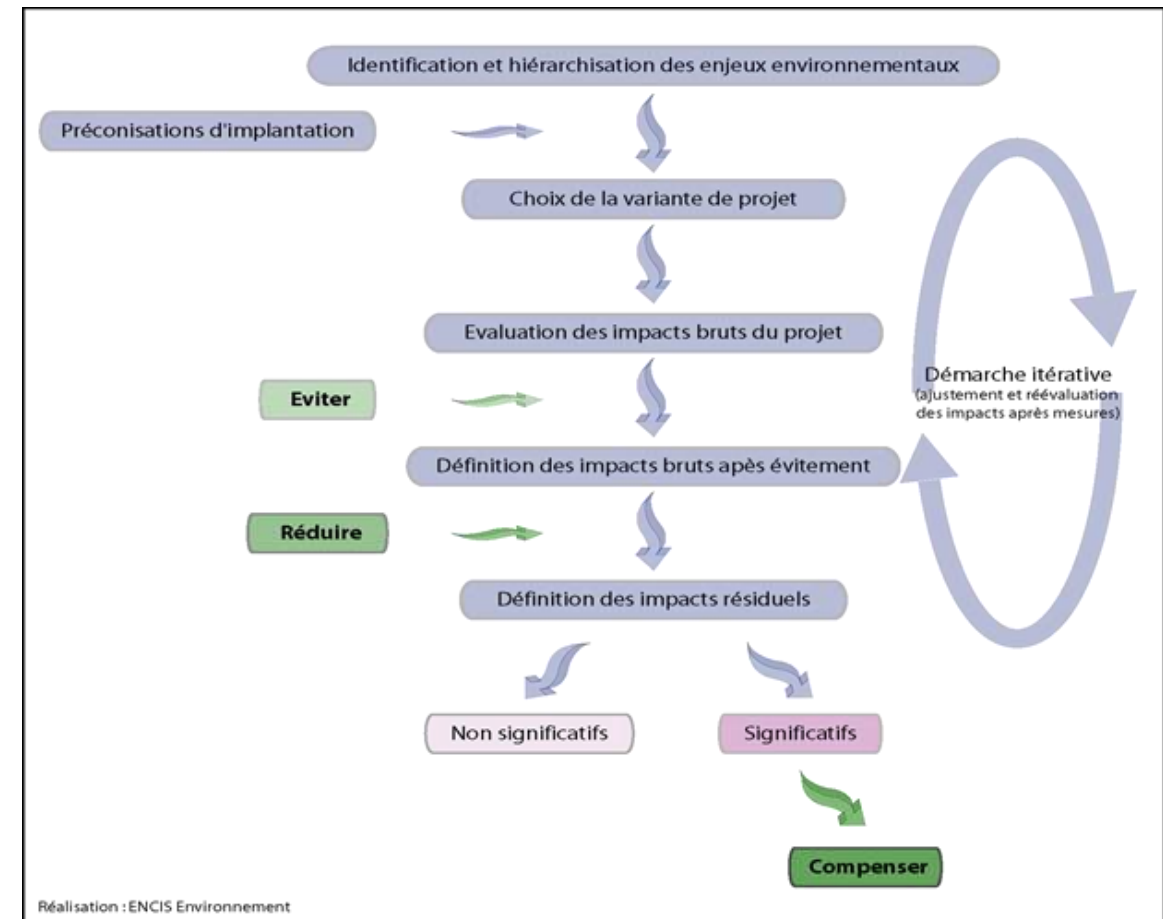 Identification et hiérarchisation des enjeux environnementaux
Préconisations d'implantation
Choix de la variante de projet
Evaluation des impacts bruts du projet
Démarche itérative
(ajustement et réévaluation
des impacts après mesures)
Eviter
Définition des impacts bruts apès évitement
Réduire
Définition des impacts résiduels
Non significatifs
Significatifs
Compenser
Réalisation : ENCIS Environnement